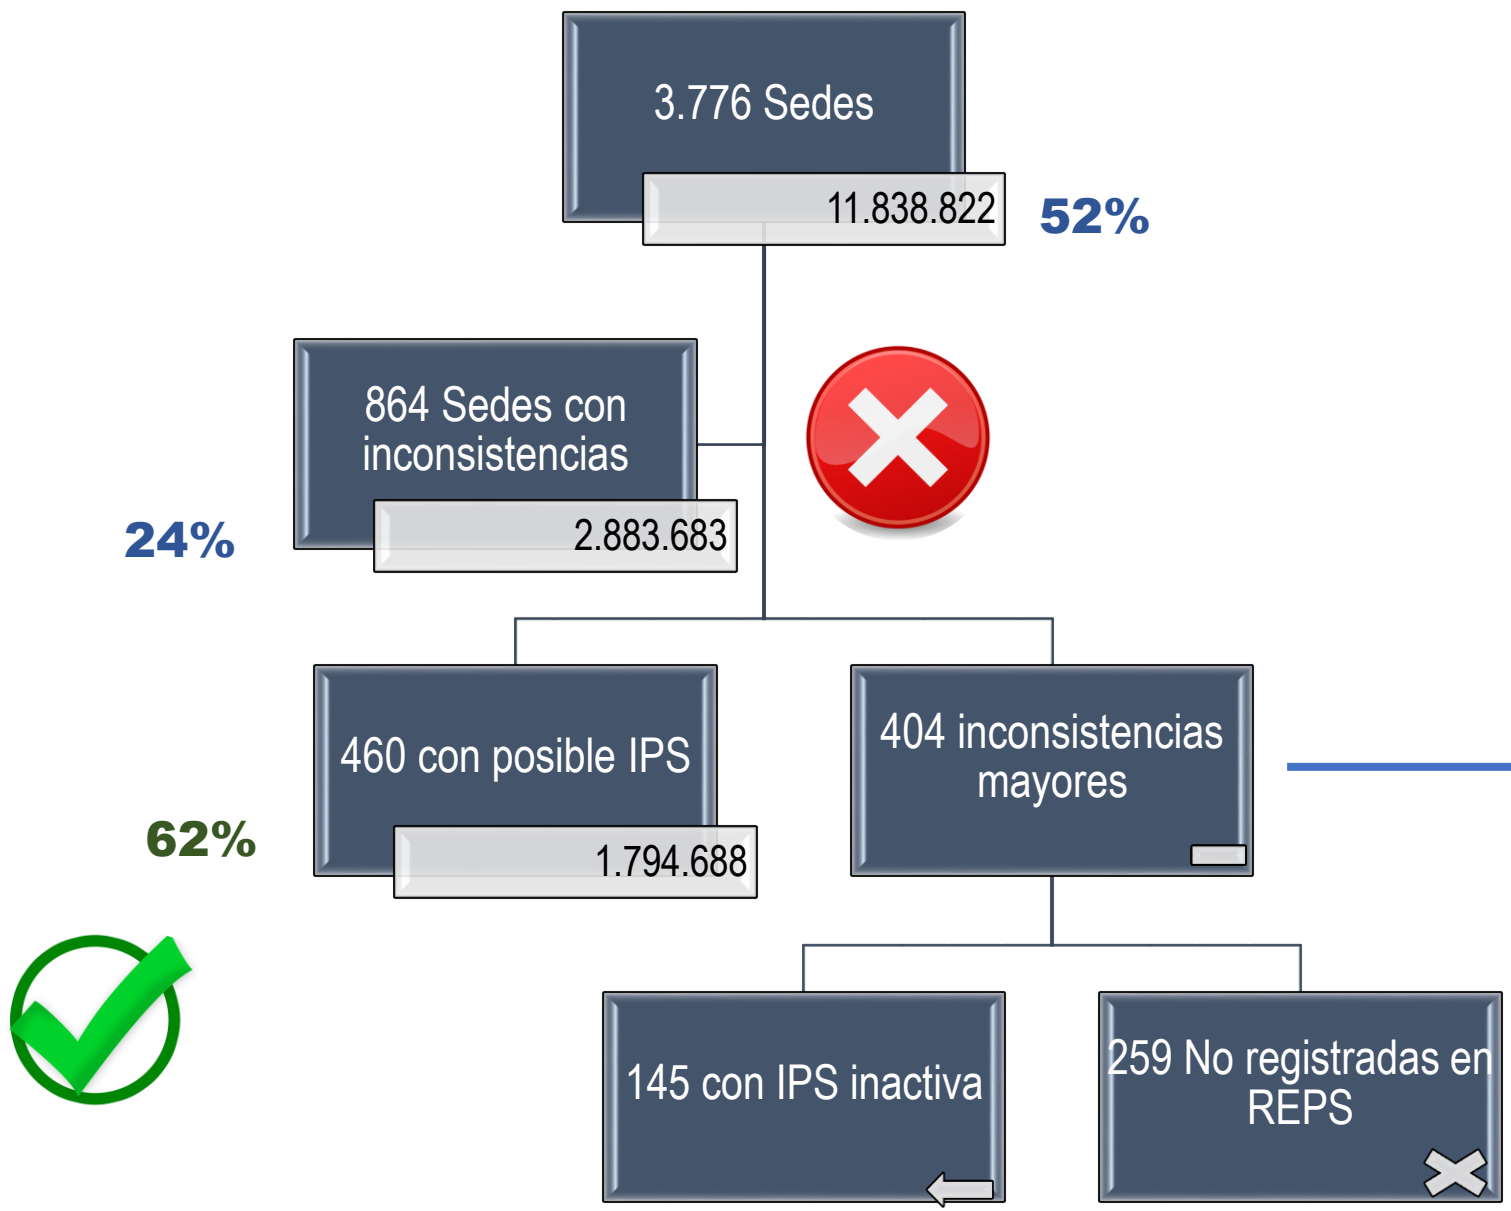 3.776 Sedes
11.838.822
52%
864 Sedes con
inconsistencias
2.883.683
24%
460 con posible IPS
1.794.688
62%
404 inconsistencias
mayores
145 con IPS inactiva
259 No registradas en
REPS